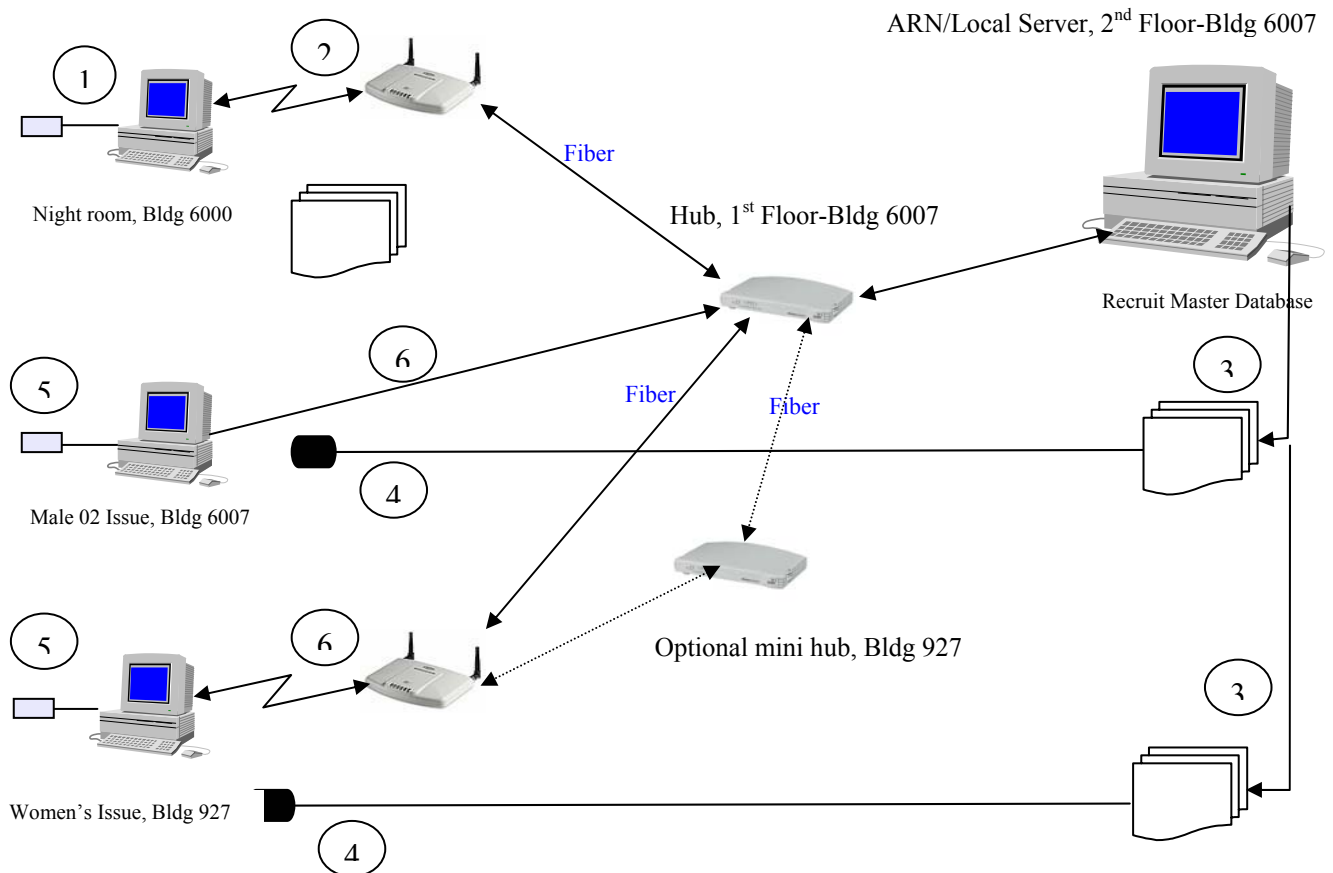 ARN/Local Server, 2nd Floor-Bldg 6007
1
2
Fiber
Night room, Bldg 6000
Hub, 1st Floor-Bldg 6007
Recruit Master Database
6
3
5
Fiber
Fiber
4
Male 02 Issue, Bldg 6007
5
6
Optional mini hub, Bldg 927
3
Women's Issue, Bldg 927
4